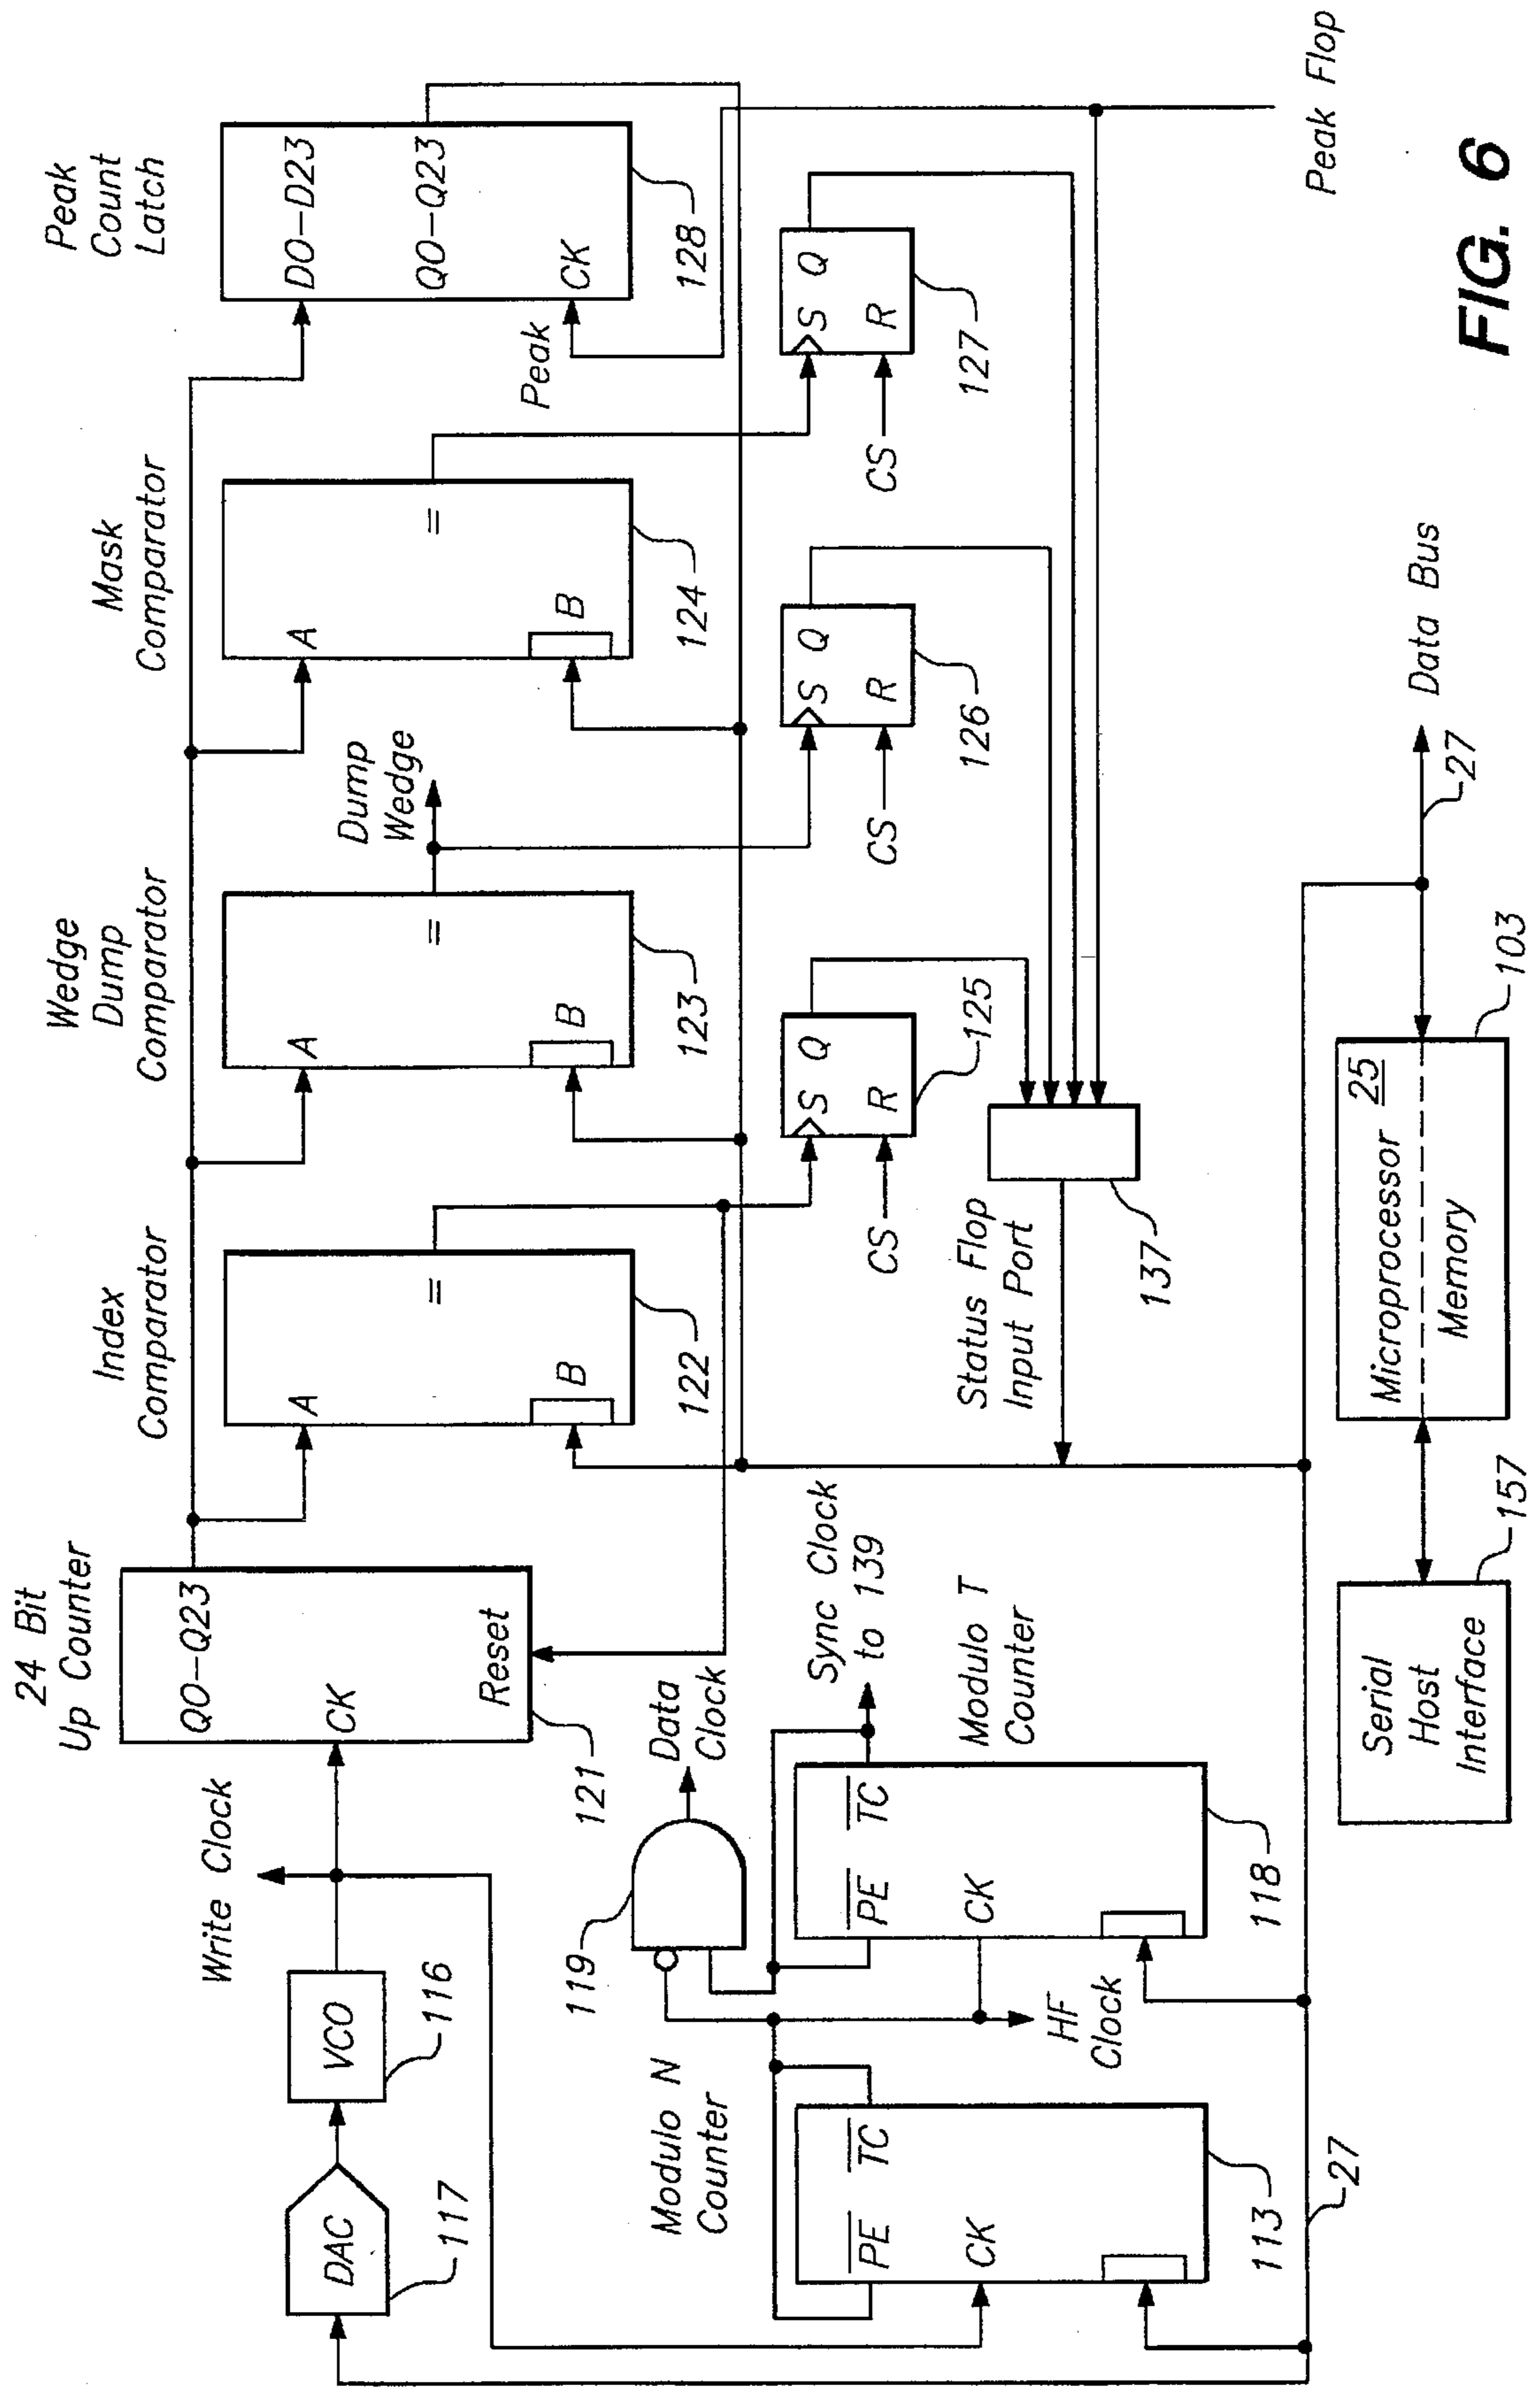 24 Bit
Up Counter
QO–Q23
CK
Reset
121
Index
Comparator
A
=
B
122
Wedge
Dump
Comparator
A
=
B
123
Dump
Wedge
Mask
Comparator
A
=
B
124
Peak
Count
Latch
DO–D23
QO–Q23
CK
128
Peak
Write Clock
DAC
117
VCO
116
119
Data
Clock
S Q
R
CS
125
S Q
R
CS
126
S Q
R
CS
127
Modulo N
Counter
PE
TC
CK
113
HF
Clock
PE
TC
CK
118
Modulo T
Counter
Sync Clock
to 139
Status Flop
Input Port
137
Peak Flop
27
Serial
Host
Interface
157
Microprocessor 25
Memory
103
27
Data Bus
FIG. 6